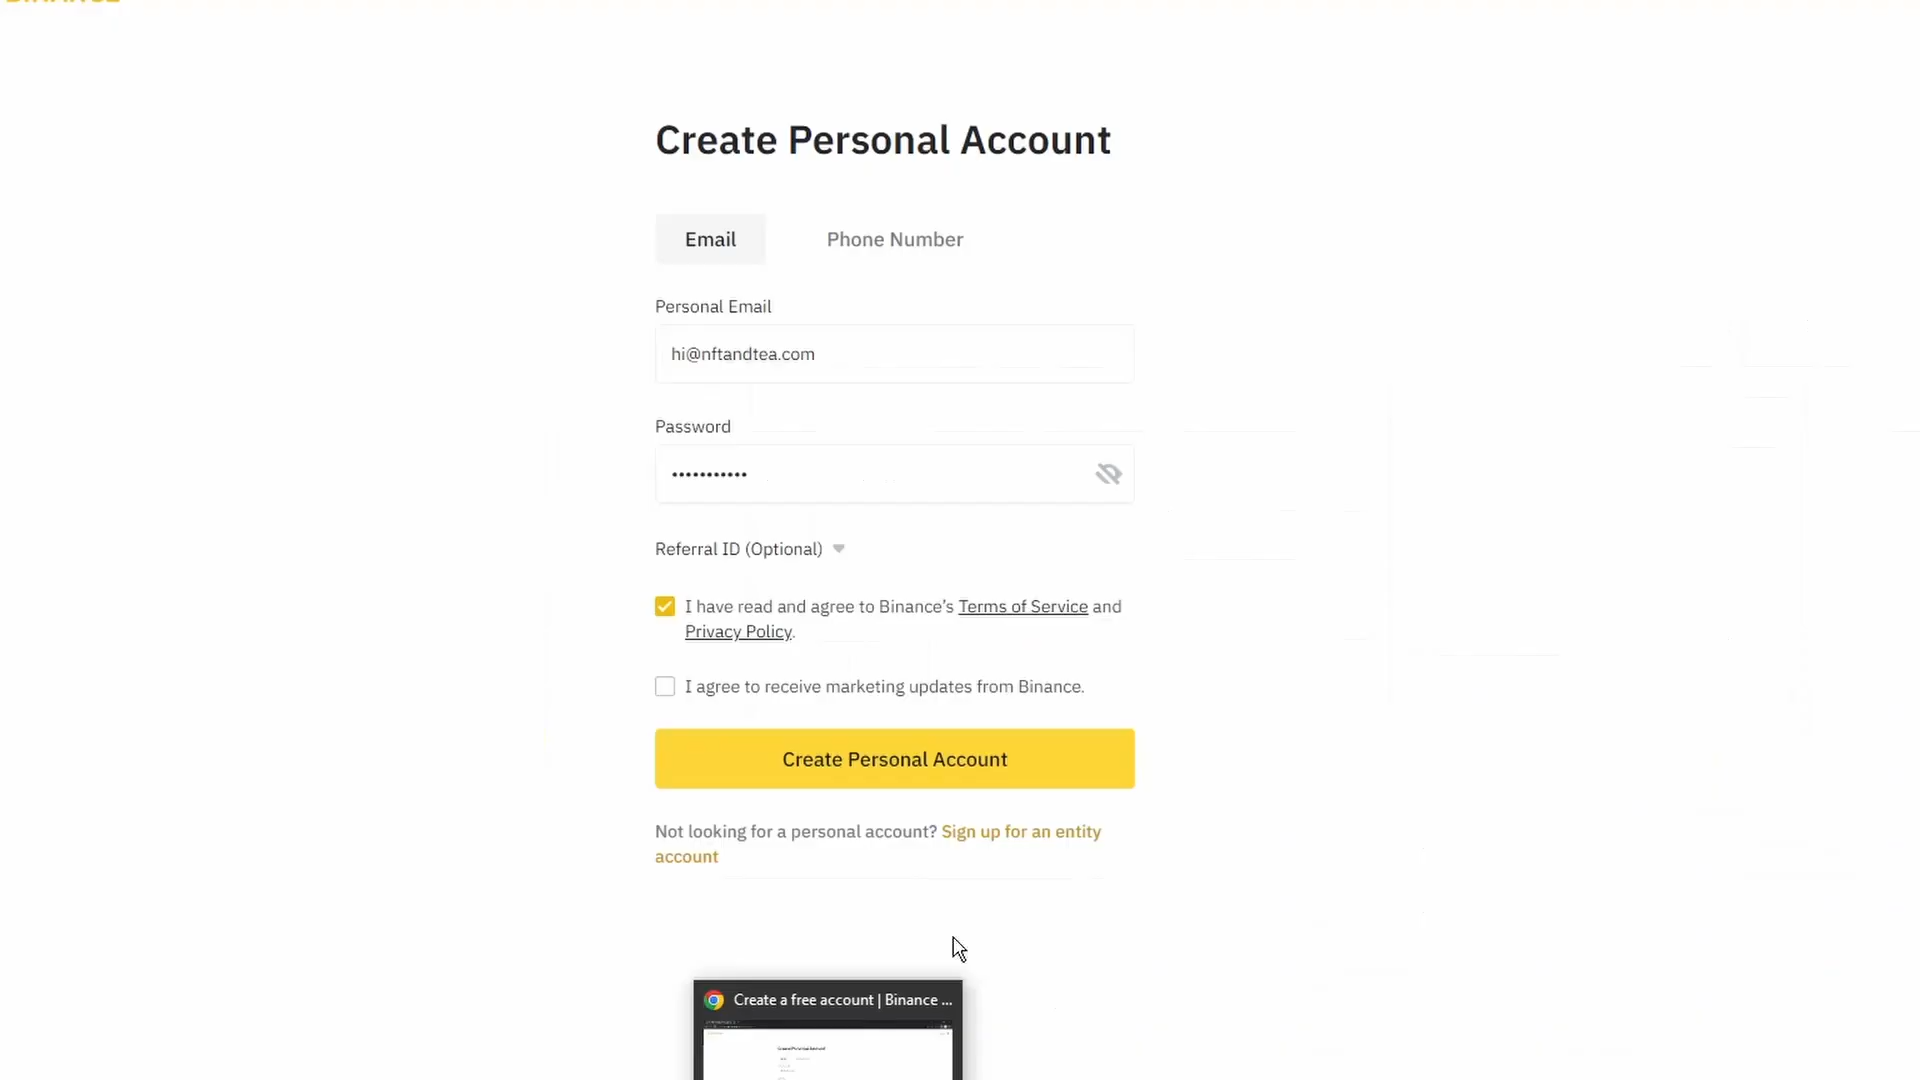 BINANCE
Create Personal Account
Email
Phone Number
Personal Email
hi@nftandtea.com
Password
•••••••••••
Referral ID (Optional)
I have read and agree to Binance’s Terms of Service and
Privacy Policy.
I agree to receive marketing updates from Binance.
Create Personal Account
Not looking for a personal account? Sign up for an entity
account
Create a free account | Binance ...